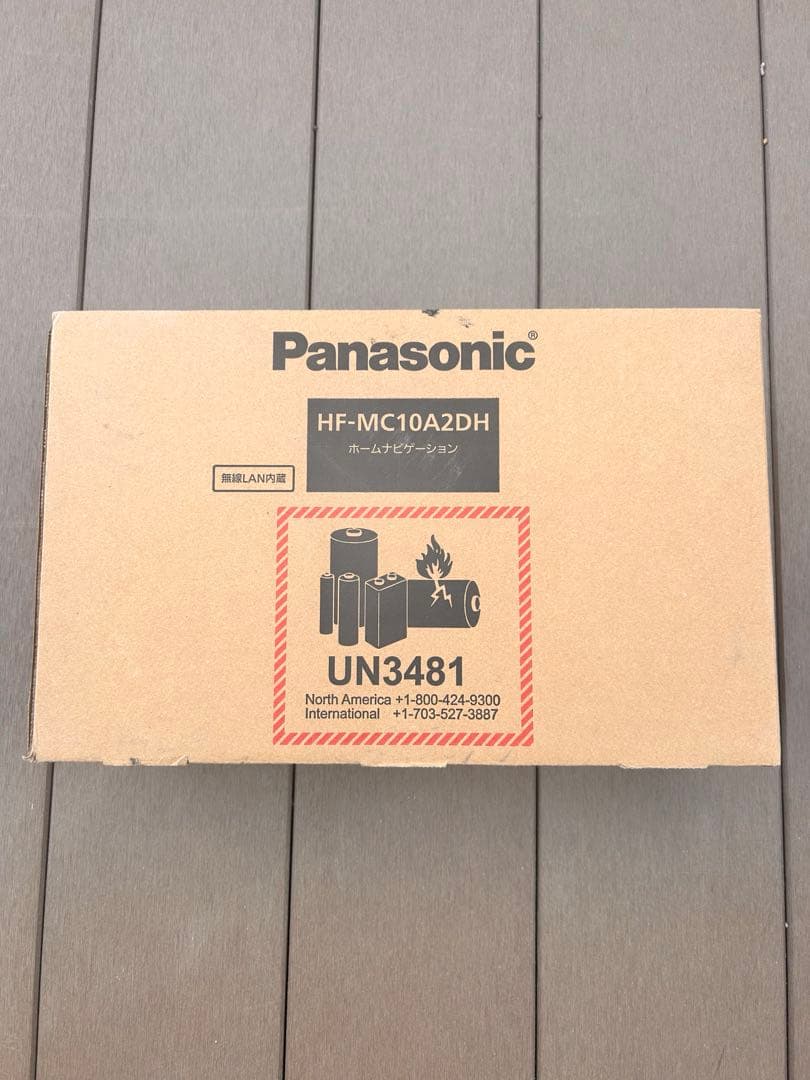 Panasonic®
HF-MC10A2DH
ホームナビゲーション
無線LAN内蔵
UN3481
North America +1-800-424-9300
International +1-703-527-3887